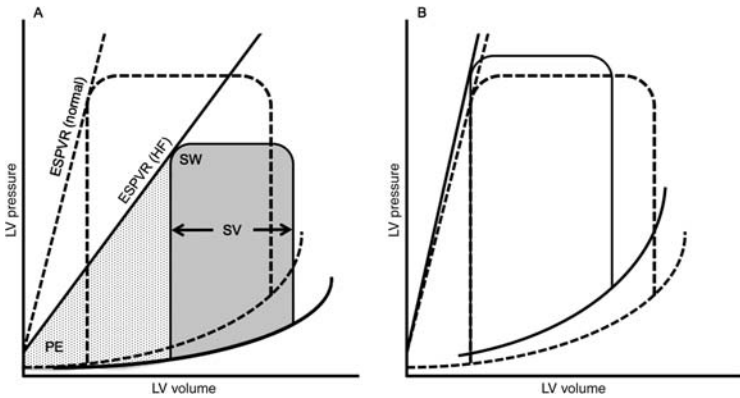 A
B
ESPVR (normal)
ESPVR (HF)
SW
SV
PE
LV pressure
LV volume
LV pressure
LV volume